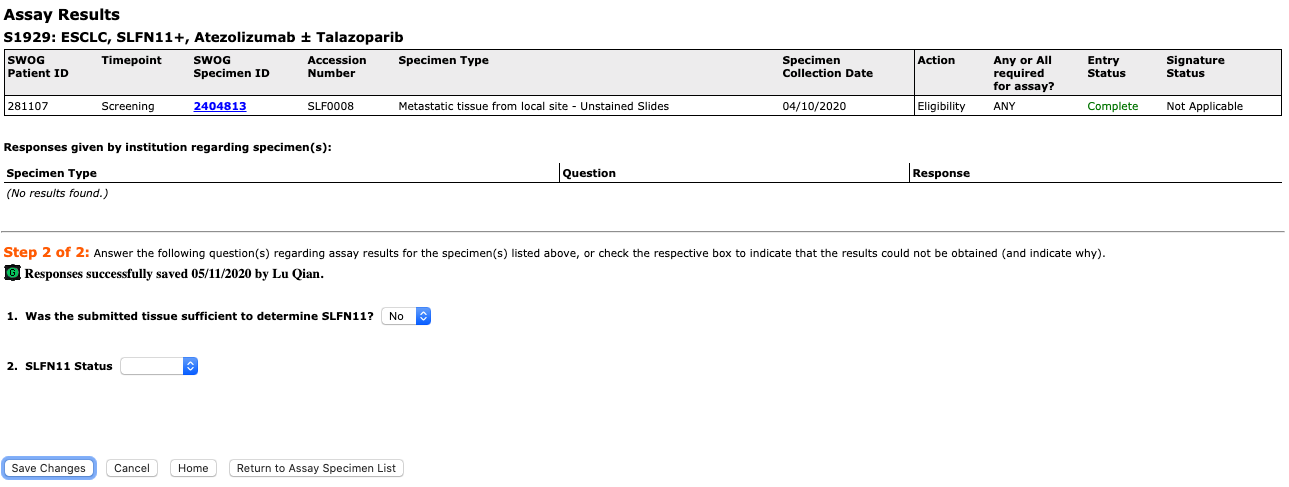 Assay Results
S1929: ESCLC, SLFN11+, Atezolizumab ± Talazoparib
SWOG Patient ID Timepoint SWOG Specimen ID Accession Number Specimen Type Specimen Collection Date Action Any or All required for assay? Entry Status Signature Status
281107 Screening 2404813 SLF0008 Metastatic tissue from local site - Unstained Slides 04/10/2020 Eligibility ANY Complete Not Applicable
Responses given by institution regarding specimen(s):
Specimen Type Question Response
(No results found.)
Step 2 of 2: Answer the following question(s) regarding assay results for the specimen(s) listed above, or check the respective box to indicate that the results could not be obtained (and indicate why).
G Responses successfully saved 05/11/2020 by Lu Qian.
1. Was the submitted tissue sufficient to determine SLFN11? No
2. SLFN11 Status
Save Changes Cancel Home Return to Assay Specimen List